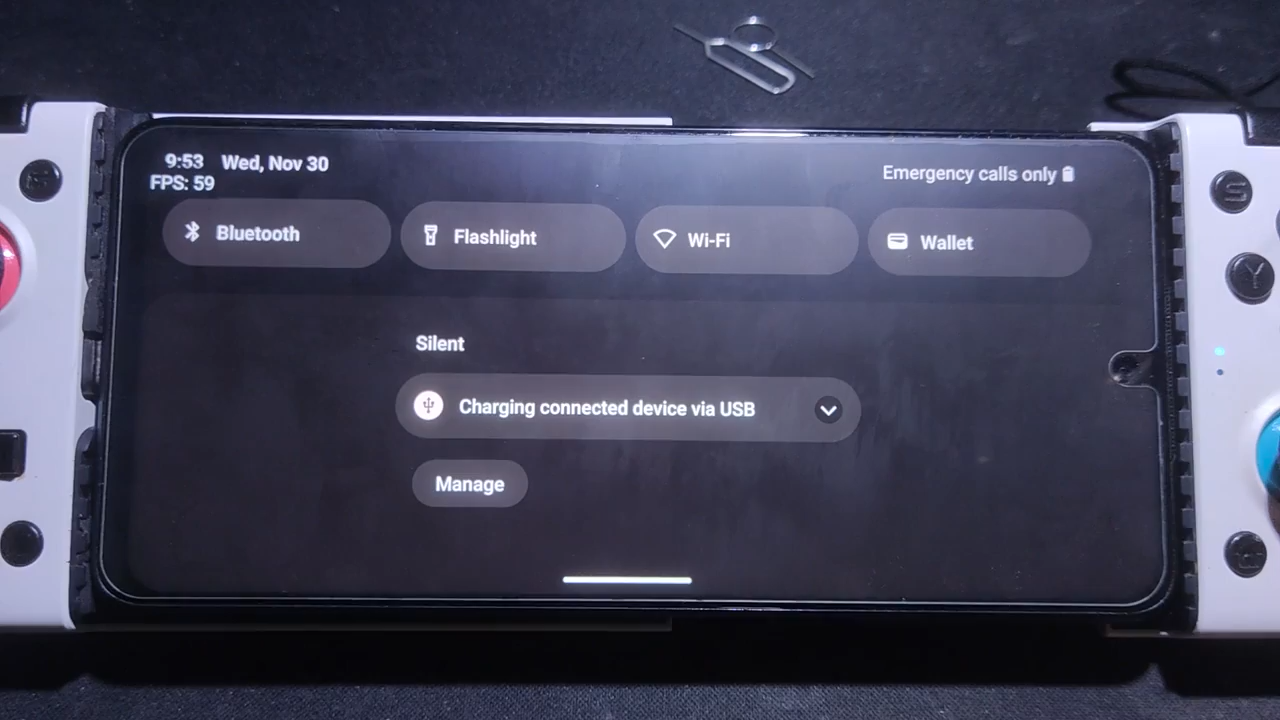 9:53 Wed, Nov 30
Emergency calls only
FPS: 59
Bluetooth
Flashlight
Wi-Fi
Wallet
Silent
Charging connected device via USB
Manage
S
Y